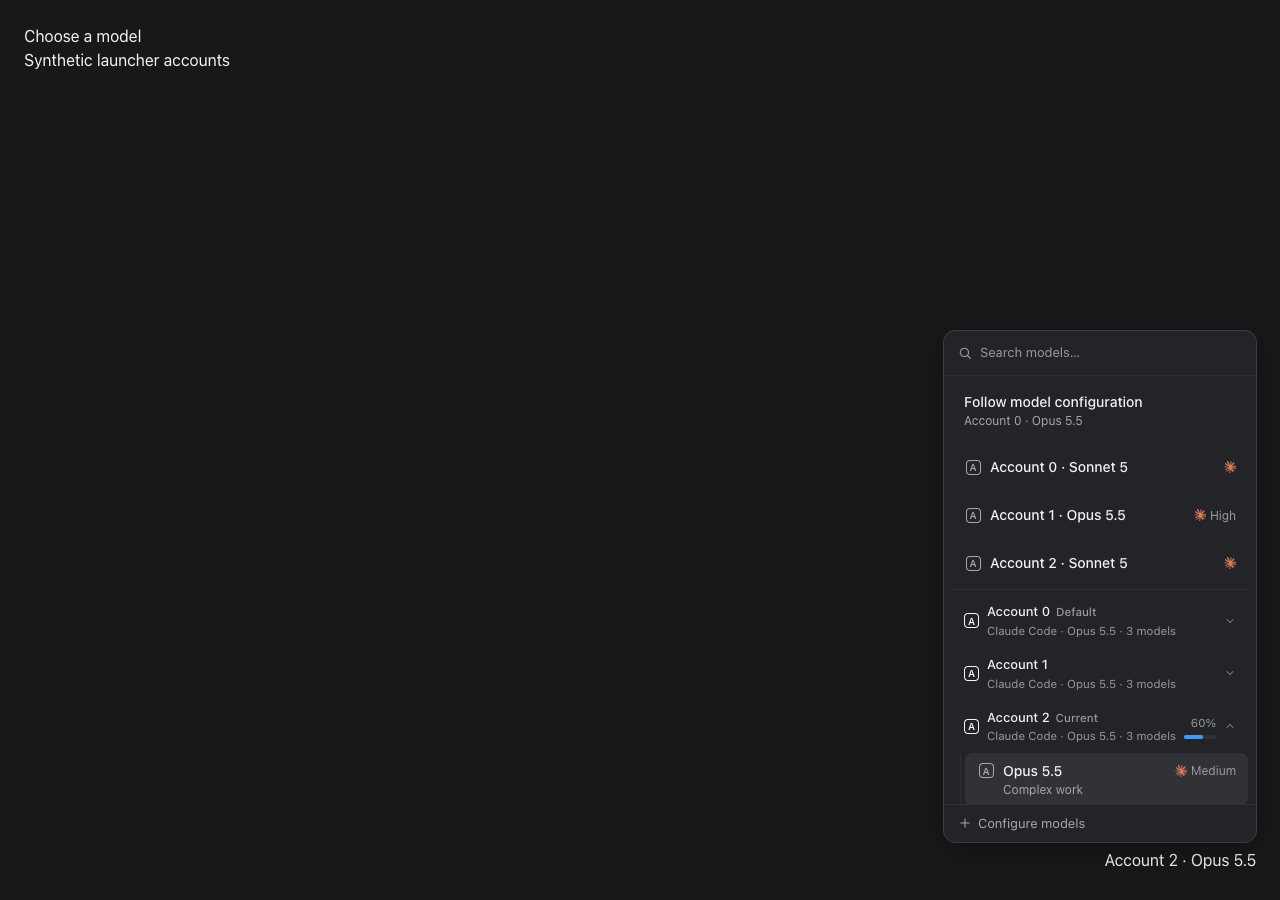 Choose a model
Synthetic launcher accounts
Search models...
Follow model configuration
Account 0 · Opus 5.5
A Account 0 · Sonnet 5
A Account 1 · Opus 5.5 High
A Account 2 · Sonnet 5
Account 0 Default
A
Claude Code · Opus 5.5 · 3 models
Account 1
A
Claude Code · Opus 5.5 · 3 models
Account 2 Current 60%
A
Claude Code · Opus 5.5 · 3 models
A Opus 5.5 Medium
Complex work
+ Configure models
Account 2 · Opus 5.5